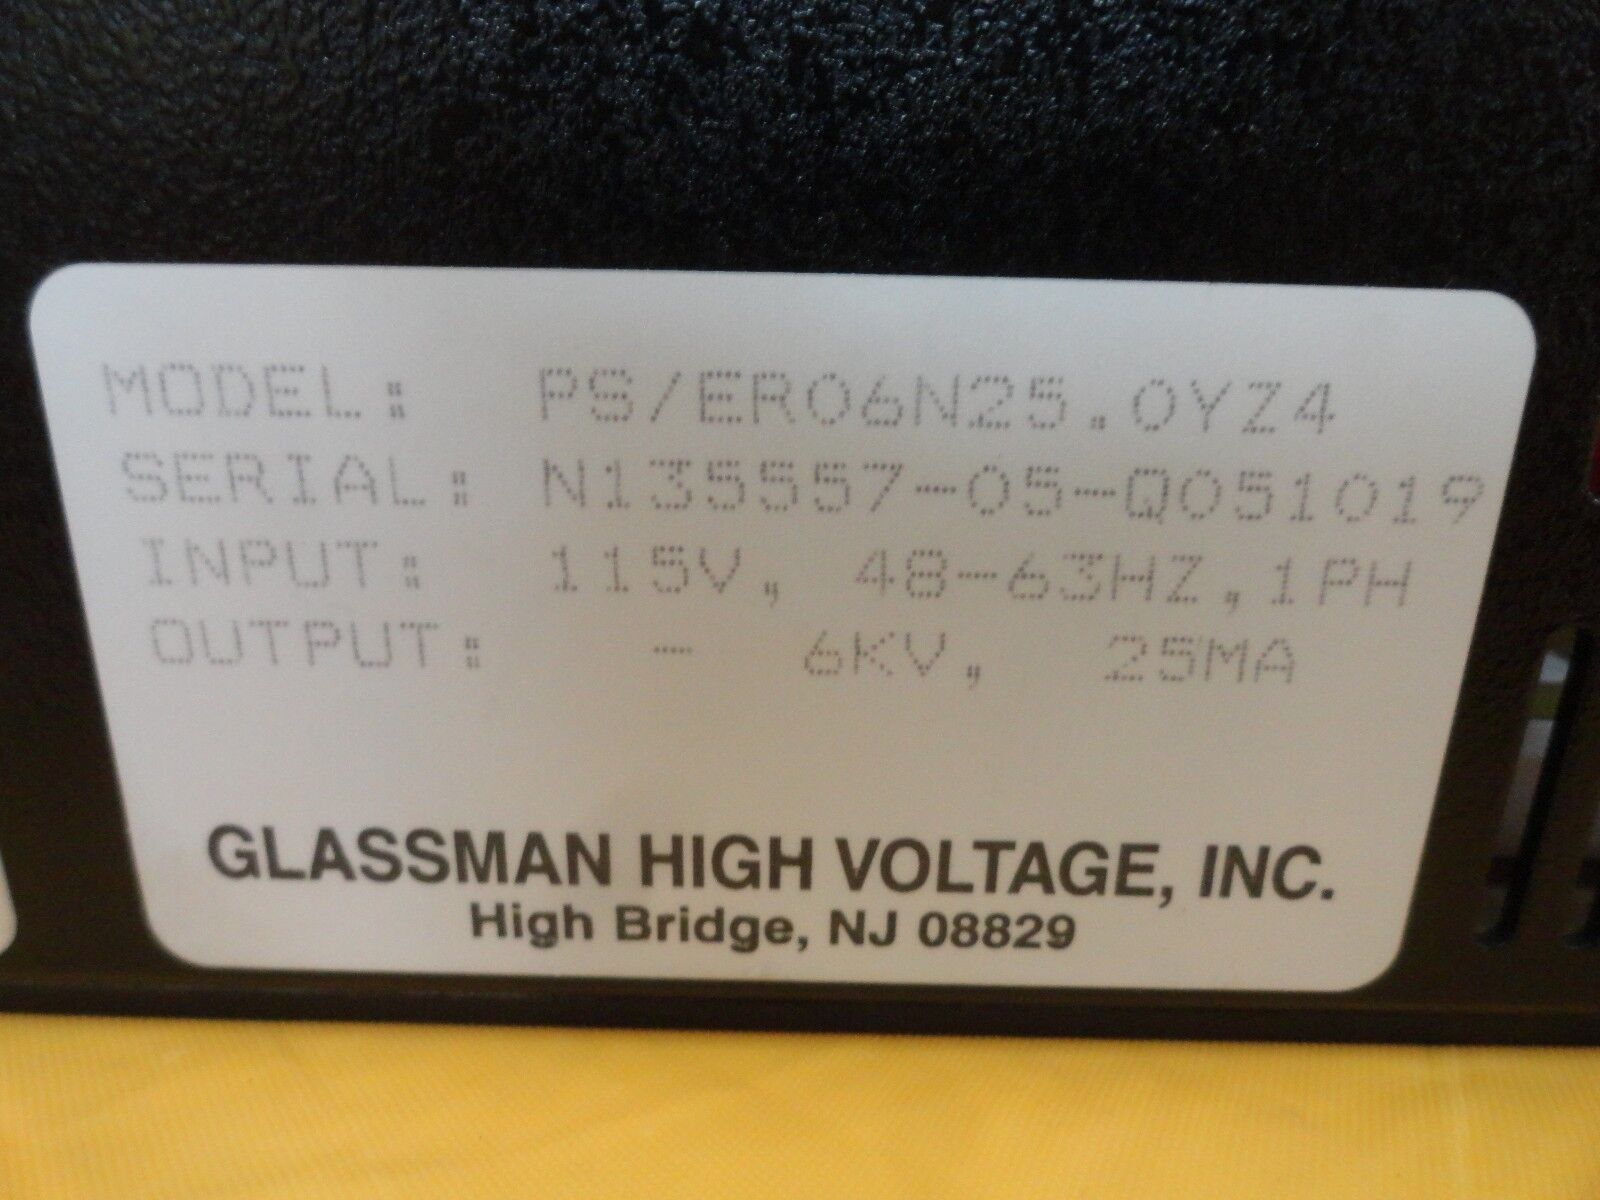 MODEL: PS/ER06N25.0YZ4
SERIAL: N135557-05-Q051019
INPUT: 115V, 48-63HZ,1PH
OUTPUT: - 6KV, 25MA
GLASSMAN HIGH VOLTAGE, INC.
High Bridge, NJ 08829